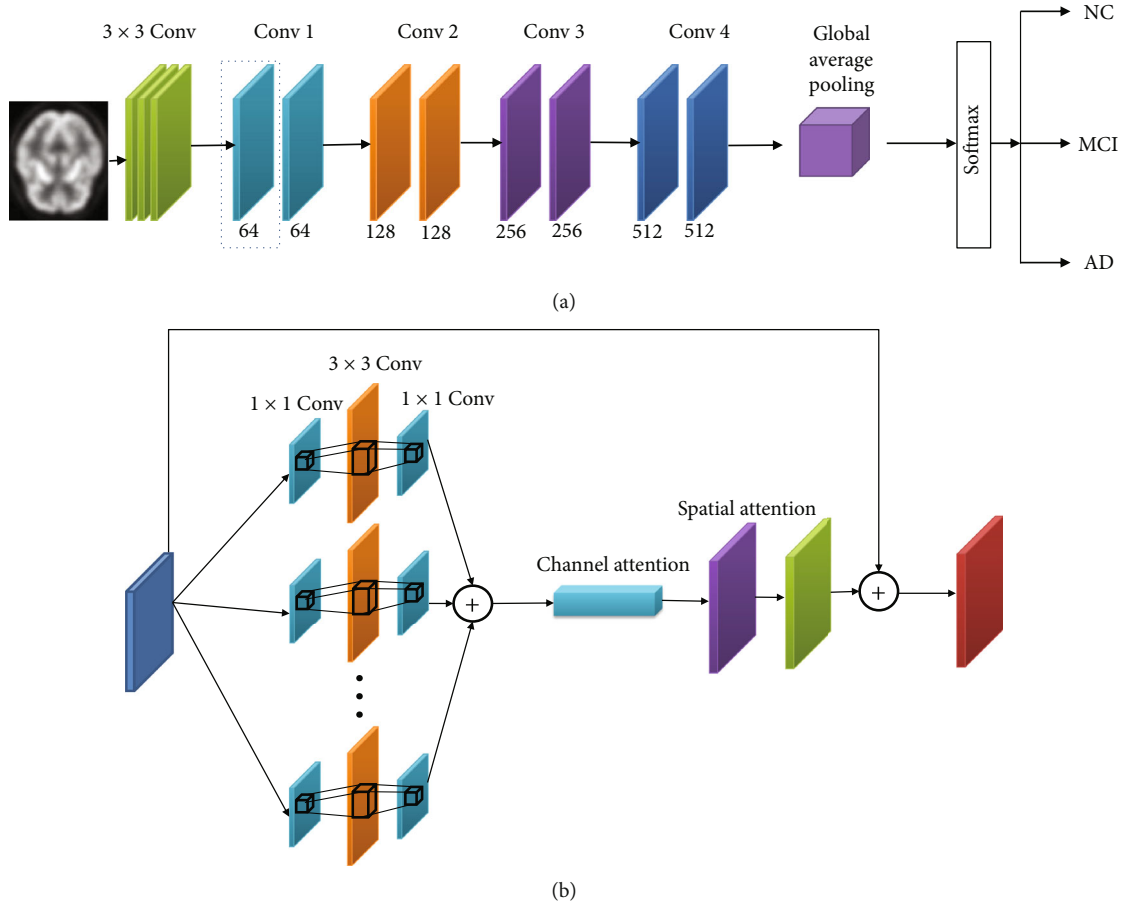 3 × 3 Conv
Conv 1
Conv 2
Conv 3
Conv 4
Global
average
pooling
Softmax
NC
MCI
AD
64
64
128
128
256
256
512
512
(a)
3 × 3 Conv
1 × 1 Conv
1 × 1 Conv
+
Channel attention
Spatial attention
+
(b)